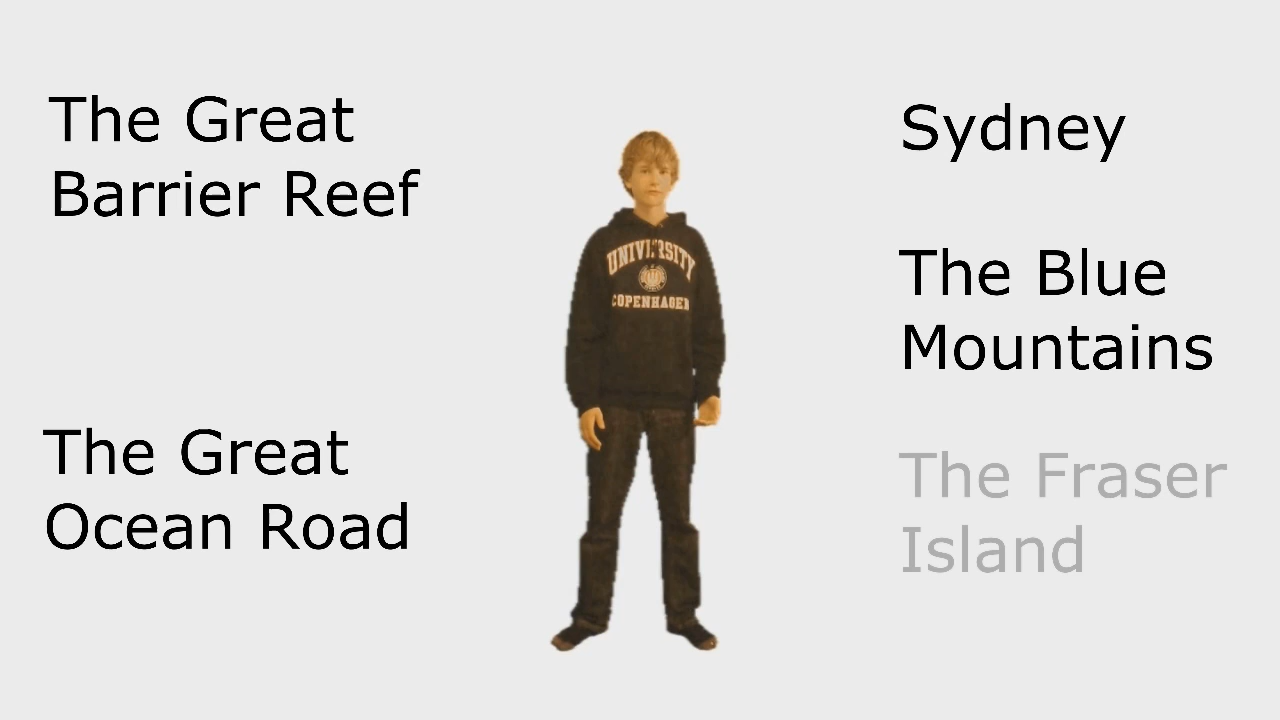 The Great
Barrier Reef
The Great
Ocean Road
UNIVERSITY
COPENHAGEN
Sydney
The Blue
Mountains
The Fraser
Island